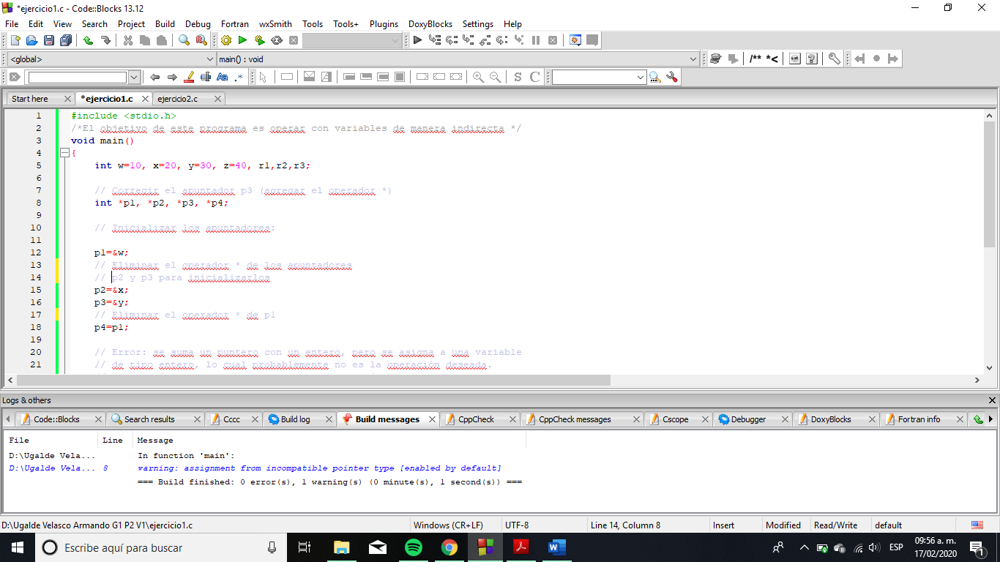 *ejercicio1.c - Code::Blocks 13.12
File Edit View Search Project Build Debug Fortran wxSmith Tools Tools+ Plugins DoxyBlocks Settings Help
<global> main() : void
/** *<
Aa .*
S C
Start here *ejercicio1.c ejercicio2.c
1 #include <stdio.h>
2 /*El objetivo de este programa es operar con variables de manera indirecta */
3 void main()
4 {
5 int w=10, x=20, y=30, z=40, r1,r2,r3;
6
7 // Corregir el apuntador p3 (agregar el operador *)
8 int *p1, *p2, *p3, *p4;
9
10 // Inicializar los apuntadores:
11
12 p1=&w;
13 // Eliminar el operador * de los apuntadores
14 // p2 y p3 para inicializarlos
15 p2=&x;
16 p3=&y;
17 // Eliminar el operador * de p1
18 p4=p1;
19
20 // Error: se suma un puntero con un entero, pero se asigna a una variable
21 // de tipo entero, lo cual probablemente no es la operación deseada.
Logs & others
Code::Blocks Search results Cccc Build log Build messages CppCheck CppCheck messages Cscope Debugger DoxyBlocks Fortran info
File Line Message
D:\Ugalde Vela... In function 'main':
D:\Ugalde Vela... 8 warning: assignment from incompatible pointer type [enabled by default]
=== Build finished: 0 error(s), 1 warning(s) (0 minute(s), 1 second(s)) ===
D:\Ugalde Velasco Armando G1 P2 V1\ejercicio1.c Windows (CR+LF) UTF-8 Line 14, Column 8 Insert Modified Read/Write default
Escribe aquí para buscar
ESP
09:56 a. m.
17/02/2020
1